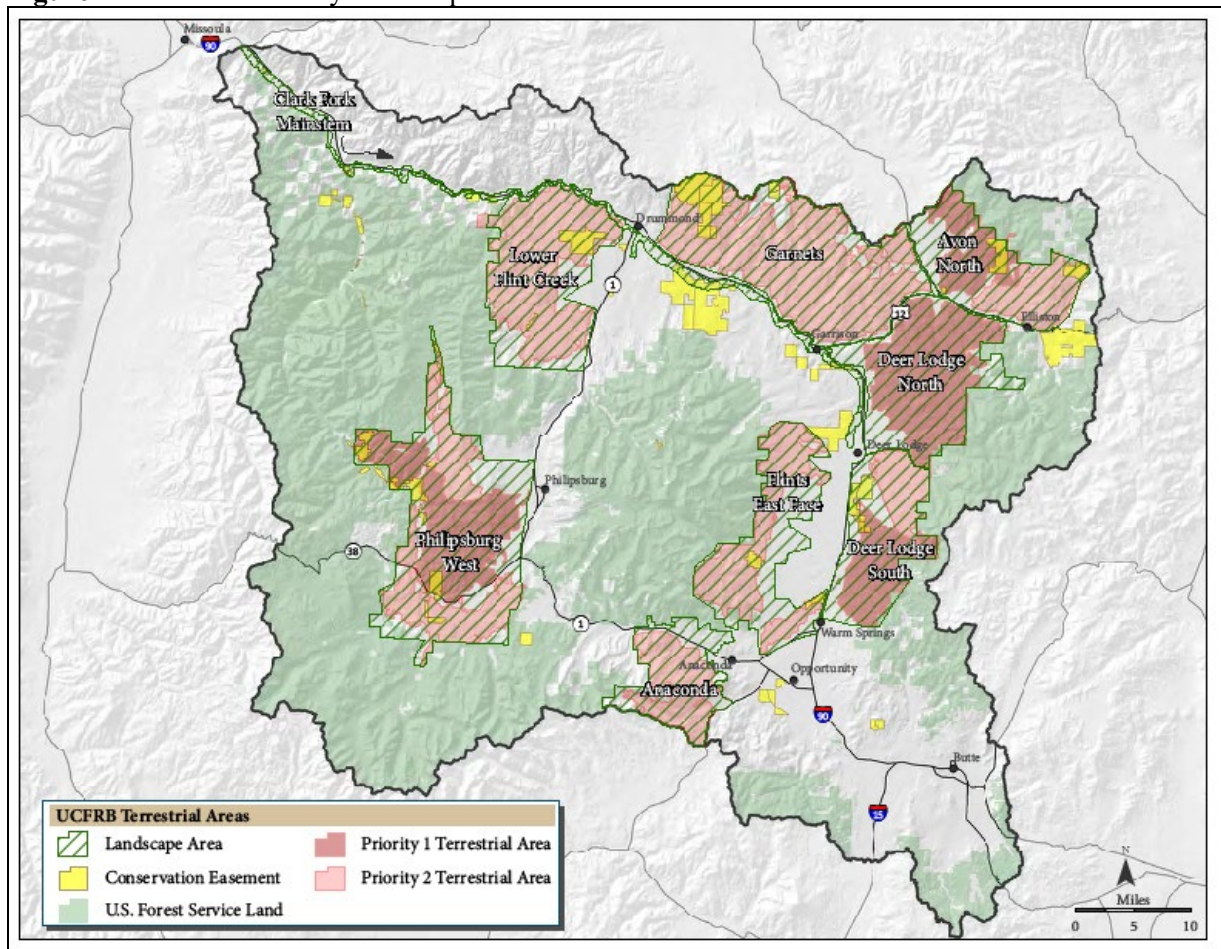 Missoula
90
Clark Fork
Mainstem
Drummond
Lower
Flint Creek
1
Garnets
Avon
North
Elliston
Garrison
Deer Lodge
North
Deer Lodge
Flints
East Face
Philipsburg
Philipsburg
West
38
Deer Lodge
South
1
Warm Springs
Anaconda
Opportunity
Anaconda
90
Butte
15
UCFRB Terrestrial Areas
Landscape Area
Priority 1 Terrestrial Area
Conservation Easement
Priority 2 Terrestrial Area
U.S. Forest Service Land
N
Miles
0 5 10